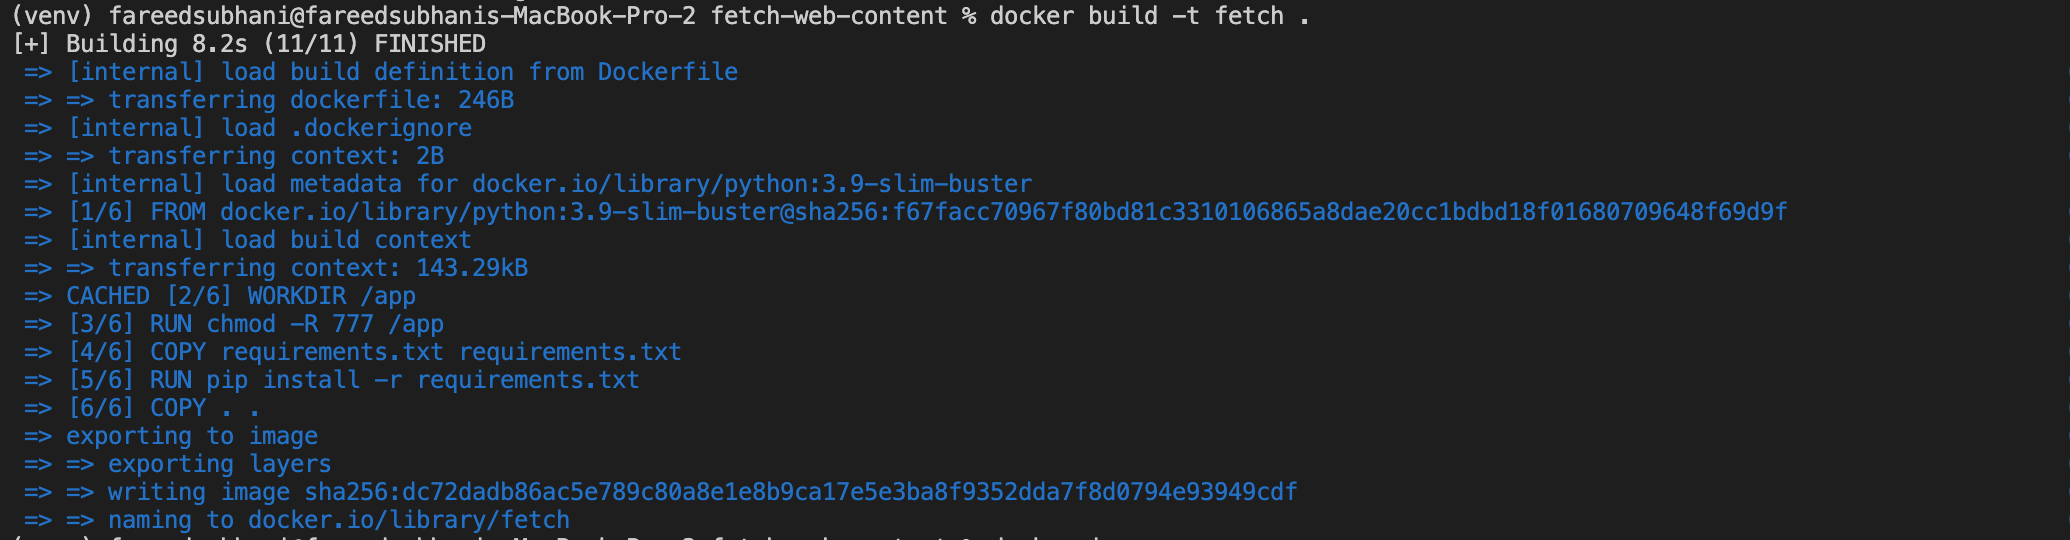 (venv) fareedsubhani@fareedsubhanis-MacBook-Pro-2 fetch-web-content % docker build -t fetch .
[+] Building 8.2s (11/11) FINISHED
=> [internal] load build definition from Dockerfile
=> => transferring dockerfile: 246B
=> [internal] load .dockerignore
=> => transferring context: 2B
=> [internal] load metadata for docker.io/library/python:3.9-slim-buster
=> [1/6] FROM docker.io/library/python:3.9-slim-buster@sha256:f67facc70967f80bd81c3310106865a8dae20cc1bdbd18f01680709648f69d9f
=> [internal] load build context
=> => transferring context: 143.29kB
=> CACHED [2/6] WORKDIR /app
=> [3/6] RUN chmod -R 777 /app
=> [4/6] COPY requirements.txt requirements.txt
=> [5/6] RUN pip install -r requirements.txt
=> [6/6] COPY . .
=> exporting to image
=> => exporting layers
=> => writing image sha256:dc72dadb86ac5e789c80a8e1e8b9ca17e5e3ba8f9352dda7f8d0794e93949cdf
=> => naming to docker.io/library/fetch